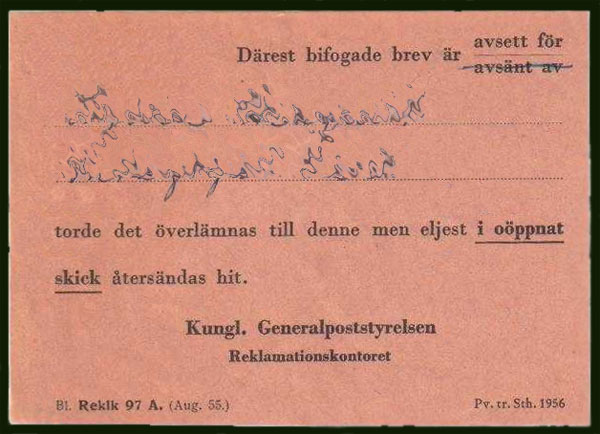 Därest bifogade brev är avsett för
avsänt av
torde det överlämnas till denne men eljest i oöppnat
skick återsändas hit.
Kungl. Generalpoststyrelsen
Reklamationskontoret
Bl. Reklk 97 A. (Aug. 55.) Pv. tr. Sth. 1956